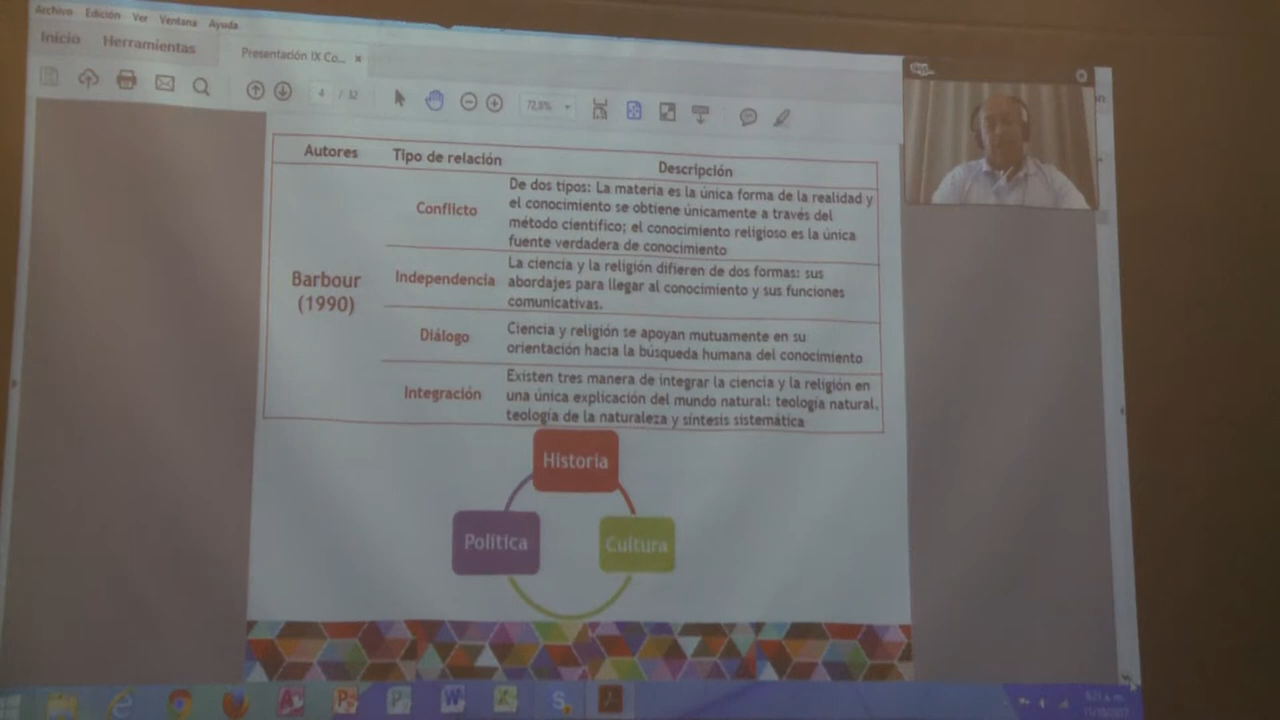 Archivo Edición Ver Ventana Ayuda
Inicio Herramientas Presentación IX Co... ×
4 / 32 72,8%
Autores Tipo de relación Descripción
Barbour
(1990)
Conflicto
De dos tipos: La materia es la única forma de la realidad y
el conocimiento se obtiene únicamente a través del
método científico; el conocimiento religioso es la única
fuente verdadera de conocimiento
Independencia
La ciencia y la religión difieren de dos formas: sus
abordajes para llegar al conocimiento y sus funciones
comunicativas.
Diálogo
Ciencia y religión se apoyan mutuamente en su
orientación hacia la búsqueda humana del conocimiento
Integración
Existen tres manera de integrar la ciencia y la religión en
una única explicación del mundo natural: teología natural,
teología de la naturaleza y síntesis sistemática
Historia
Política
Cultura